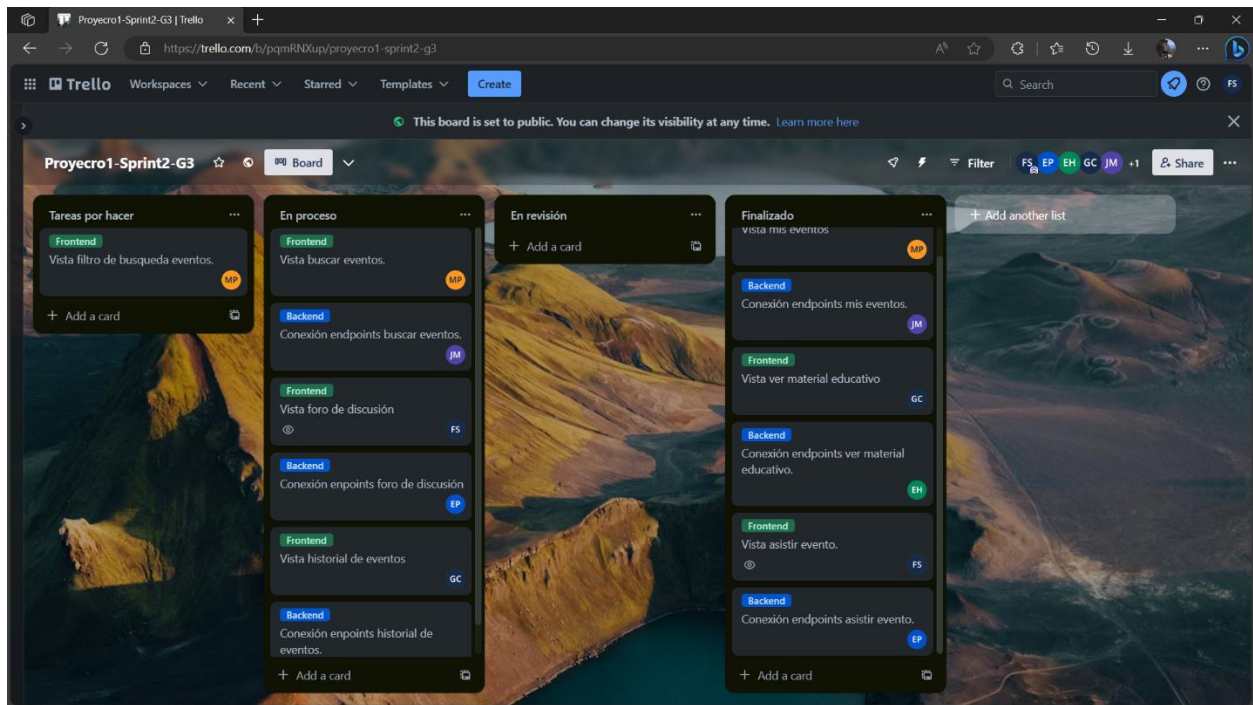 Proyecro1-Sprint2-G3 | Trello
https://trello.com/b/pqmRNXup/proyecro1-sprint2-g3
Trello Workspaces Recent Starred Templates Create Search FS
This board is set to public. You can change its visibility at any time. Learn more here
Proyecro1-Sprint2-G3 Board Filter FS EP EH GC JM +1 Share
Tareas por hacer
Frontend
Vista filtro de busqueda eventos.
MP
+ Add a card
En proceso
Frontend
Vista buscar eventos.
MP
Backend
Conexión endpoints buscar eventos.
JM
Frontend
Vista foro de discusión
FS
Backend
Conexión enpoints foro de discusión
EP
Frontend
Vista historial de eventos
GC
Backend
Conexión enpoints historial de
eventos.
+ Add a card
En revisión
+ Add a card
Finalizado
Vista mis eventos
MP
Backend
Conexión endpoints mis eventos.
JM
Frontend
Vista ver material educativo
GC
Backend
Conexión endpoints ver material
educativo.
EH
Frontend
Vista asistir evento.
FS
Backend
Conexión endpoints asistir evento.
EP
+ Add a card
+ Add another list